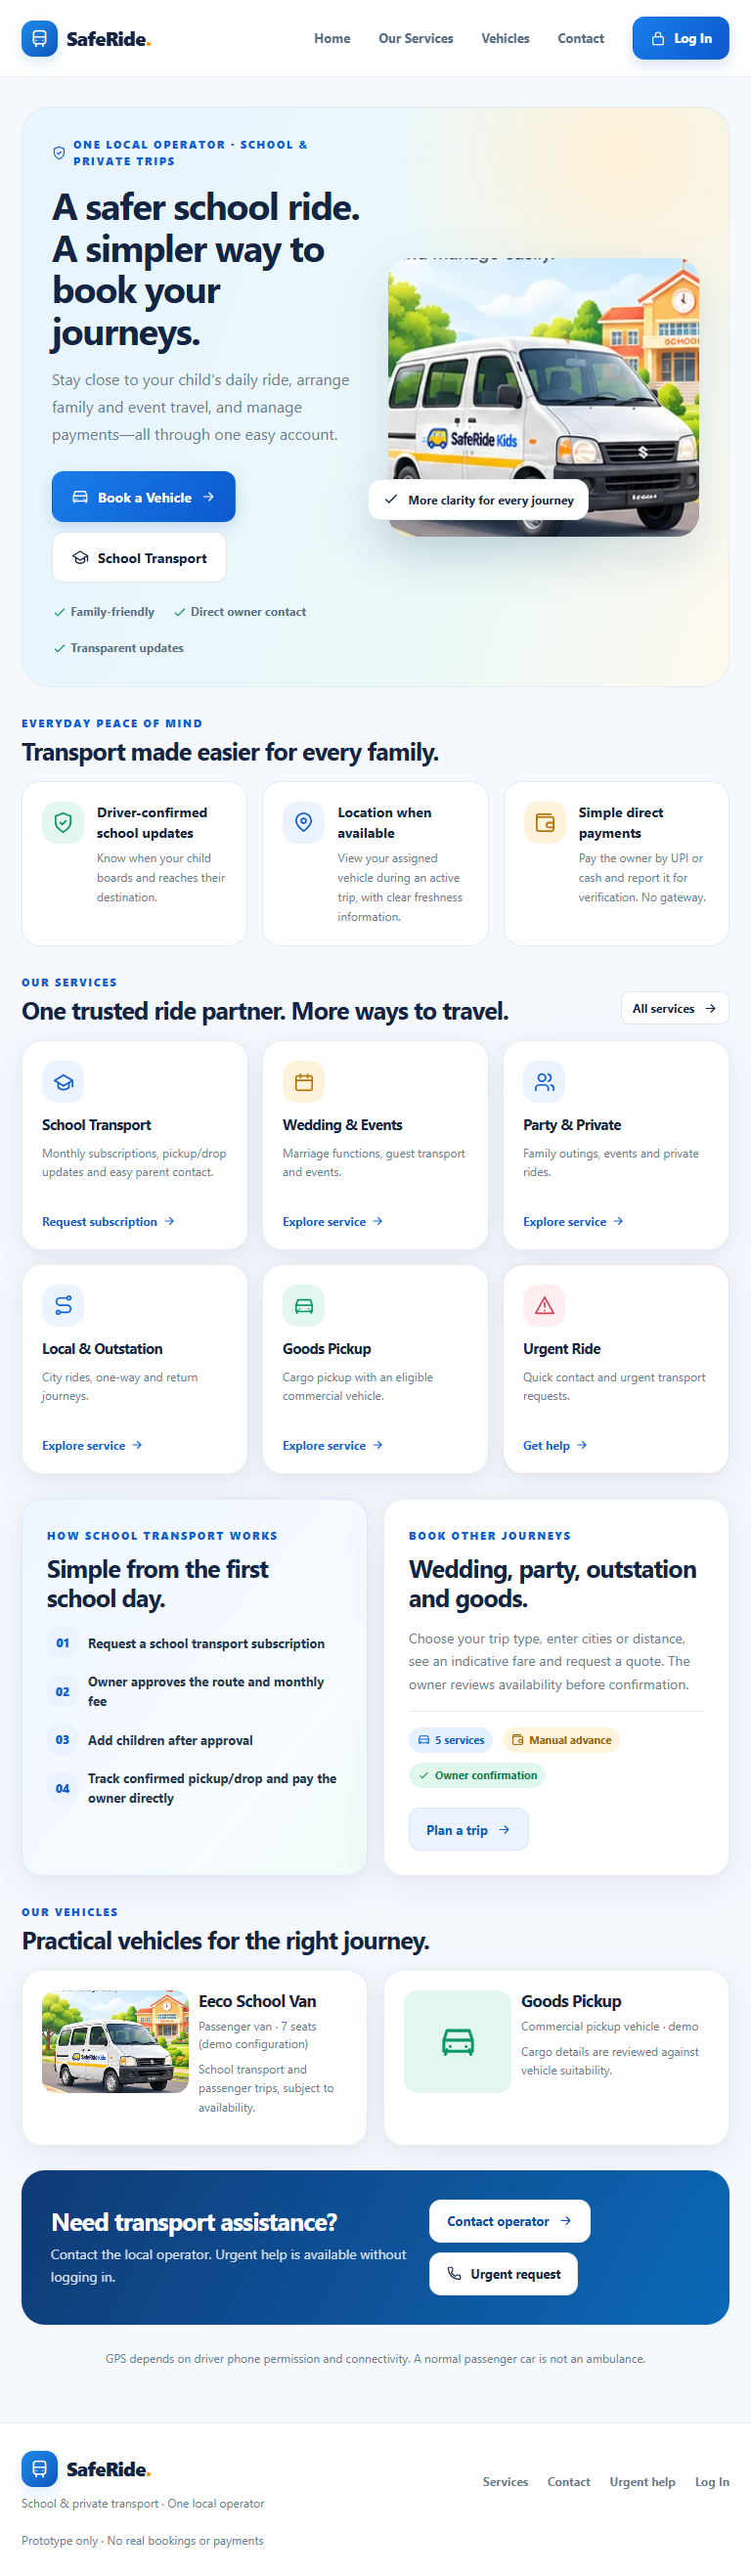 SafeRide.
Home
Our Services
Vehicles
Contact
Log In
ONE LOCAL OPERATOR · SCHOOL &
PRIVATE TRIPS
A safer school ride.
A simpler way to
book your
journeys.
Stay close to your child's daily ride, arrange
family and event travel, and manage
payments—all through one easy account.
Book a Vehicle
School Transport
Family-friendly
Direct owner contact
Transparent updates
manage easily.
SCHOOL
SafeRide Kids
More clarity for every journey
EVERYDAY PEACE OF MIND
Transport made easier for every family.
Driver-confirmed
school updates
Know when your child
boards and reaches their
destination.
Location when
available
View your assigned
vehicle during an active
trip, with clear freshness
information.
Simple direct
payments
Pay the owner by UPI or
cash and report it for
verification. No gateway.
OUR SERVICES
One trusted ride partner. More ways to travel.
All services
School Transport
Monthly subscriptions, pickup/drop
updates and easy parent contact.
Request subscription
Wedding & Events
Marriage functions, guest transport
and events.
Explore service
Party & Private
Family outings, events and private
rides.
Explore service
Local & Outstation
City rides, one-way and return
journeys.
Explore service
Goods Pickup
Cargo pickup with an eligible
commercial vehicle.
Explore service
Urgent Ride
Quick contact and urgent transport
requests.
Get help
HOW SCHOOL TRANSPORT WORKS
Simple from the first
school day.
01 Request a school transport subscription
02 Owner approves the route and monthly
fee
03 Add children after approval
04 Track confirmed pickup/drop and pay the
owner directly
BOOK OTHER JOURNEYS
Wedding, party, outstation
and goods.
Choose your trip type, enter cities or distance,
see an indicative fare and request a quote. The
owner reviews availability before confirmation.
5 services
Manual advance
Owner confirmation
Plan a trip
OUR VEHICLES
Practical vehicles for the right journey.
SafeRide Kids
Eeco School Van
Passenger van · 7 seats
(demo configuration)
School transport and
passenger trips, subject to
availability.
Goods Pickup
Commercial pickup vehicle · demo
Cargo details are reviewed against
vehicle suitability.
Need transport assistance?
Contact the local operator. Urgent help is available without
logging in.
Contact operator
Urgent request
GPS depends on driver phone permission and connectivity. A normal passenger car is not an ambulance.
SafeRide.
School & private transport · One local operator
Prototype only · No real bookings or payments
Services
Contact
Urgent help
Log In